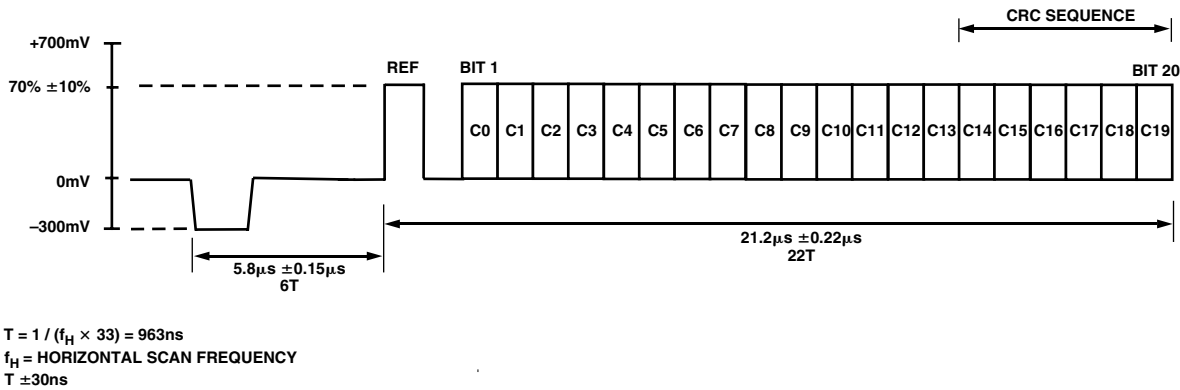 CRC SEQUENCE
+700mV
REF BIT 1 BIT 20
70% ±10%
C0 C1 C2 C3 C4 C5 C6 C7 C8 C9 C10 C11 C12 C13 C14 C15 C16 C17 C18 C19
0mV
–300mV
21.2µs ±0.22µs
22T
5.8µs ±0.15µs
6T
T = 1 / (fH × 33) = 963ns
fH = HORIZONTAL SCAN FREQUENCY
T ±30ns